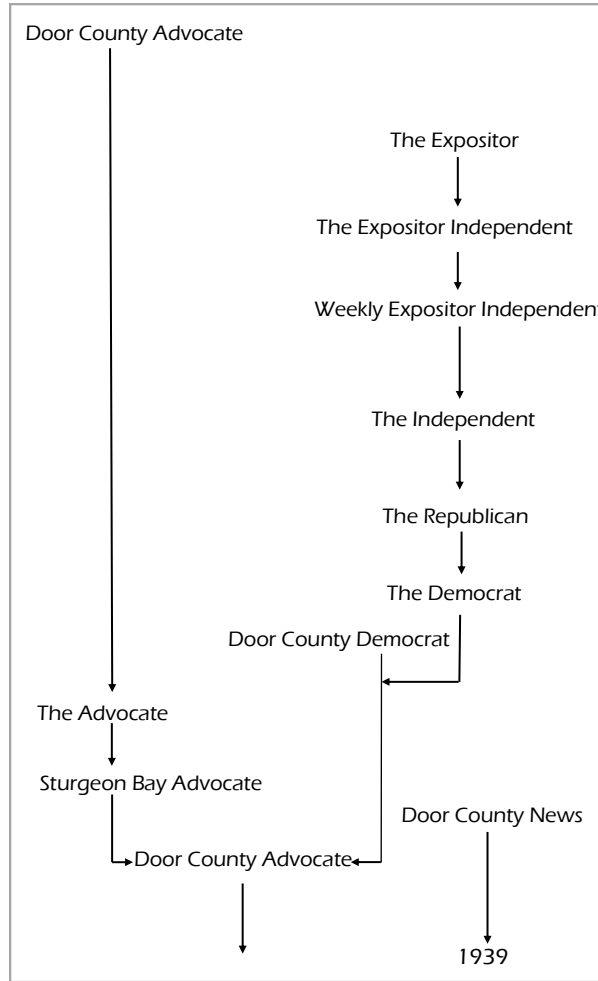 Door County Advocate
The Expositor
The Expositor Independent
Weekly Expositor Independent
The Independent
The Republican
The Democrat
Door County Democrat
The Advocate
Sturgeon Bay Advocate
Door County News
Door County Advocate
1939